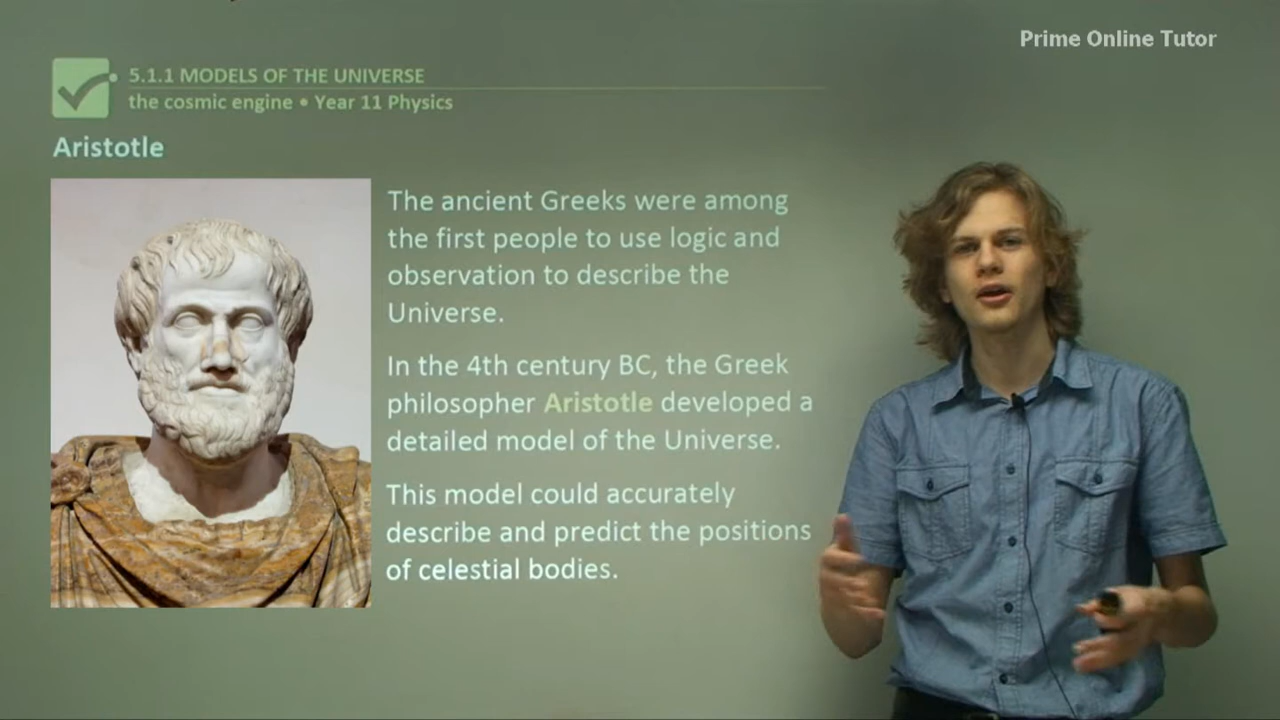 Prime Online Tutor
5.1.1 MODELS OF THE UNIVERSE
the cosmic engine • Year 11 Physics
Aristotle
The ancient Greeks were among
the first people to use logic and
observation to describe the
Universe.
In the 4th century BC, the Greek
philosopher Aristotle developed a
detailed model of the Universe.
This model could accurately
describe and predict the positions
of celestial bodies.